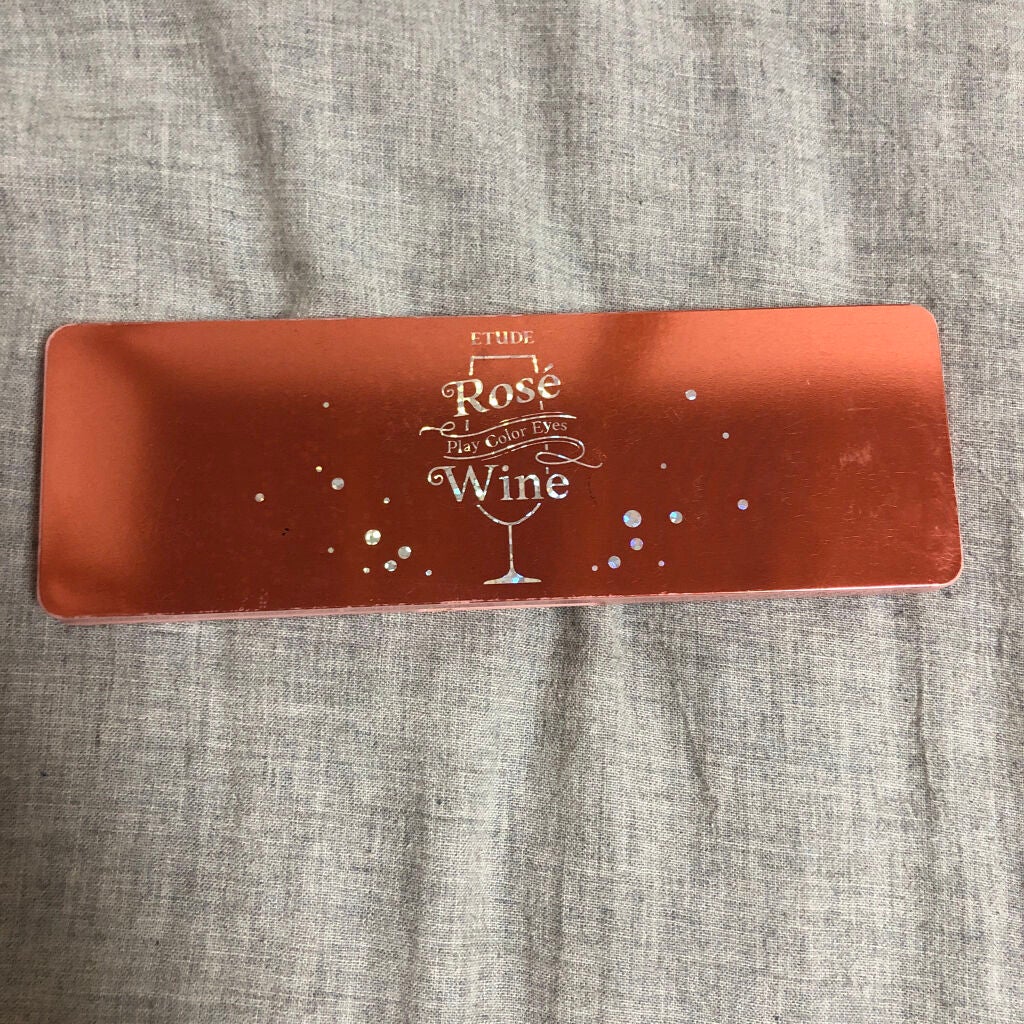 ETUDE
Rosé
Play Color Eyes
Wine